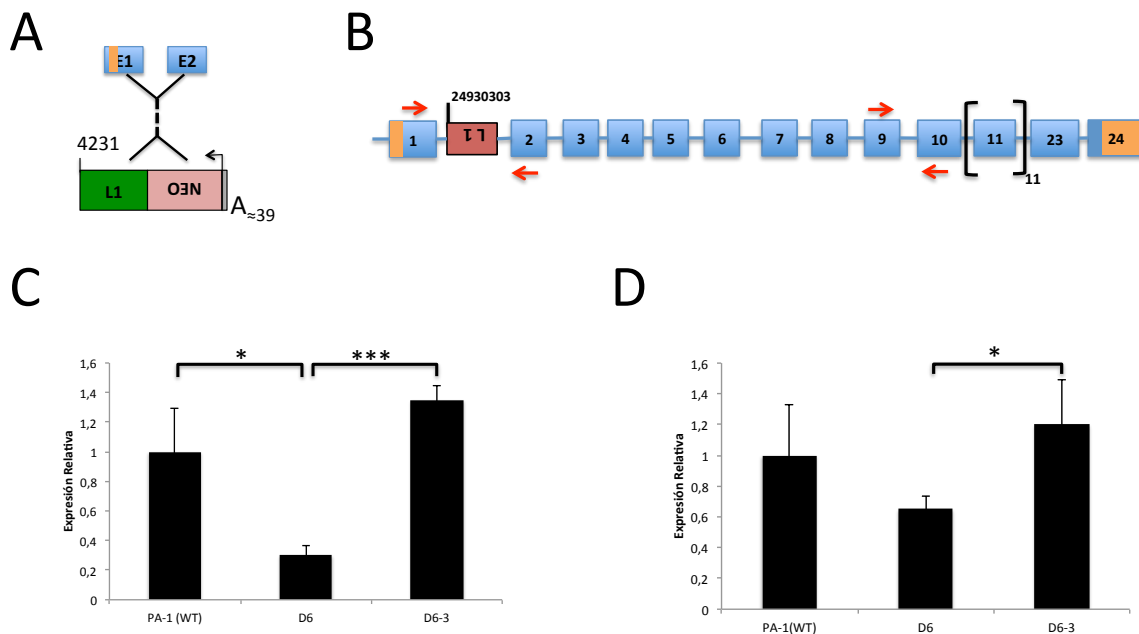 A
E1 E2
4231
L1 NEO A≈39
B
24930303
1 L1 2 3 4 5 6 7 8 9 10 [11]11 23 24
C
* ***
Expresión Relativa
1,6
1,4
1,2
1
0,8
0,6
0,4
0,2
0
PA-1 (WT) D6 D6-3
D
*
Expresión Relativa
1,6
1,4
1,2
1
0,8
0,6
0,4
0,2
0
PA-1(WT) D6 D6-3